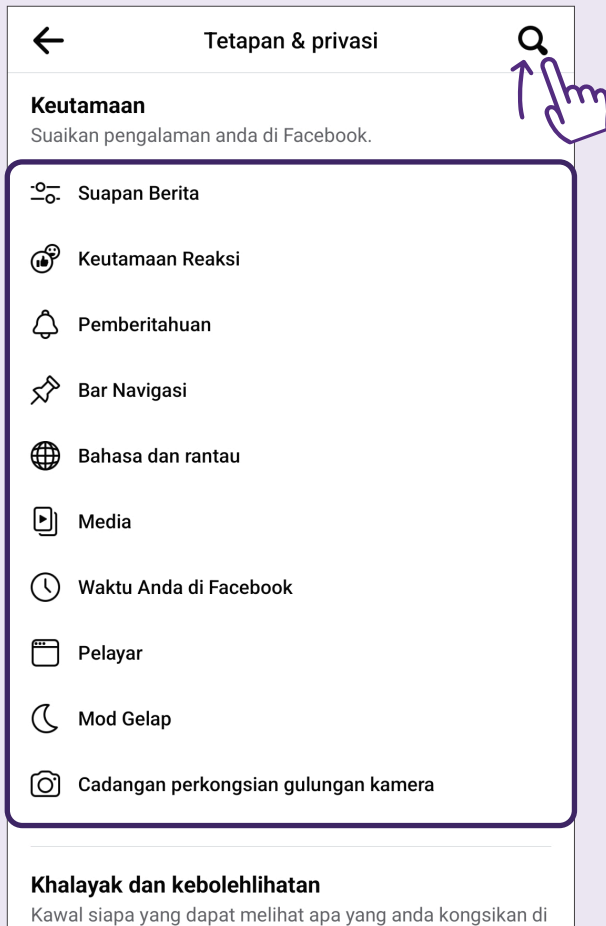 Tetapan & privasi
Keutamaan
Suaikan pengalaman anda di Facebook.
Suapan Berita
Keutamaan Reaksi
Pemberitahuan
Bar Navigasi
Bahasa dan rantau
Media
Waktu Anda di Facebook
Pelayar
Mod Gelap
Cadangan perkongsian gulungan kamera
Khalayak dan kebolehlihatan
Kawal siapa yang dapat melihat apa yang anda kongsikan di